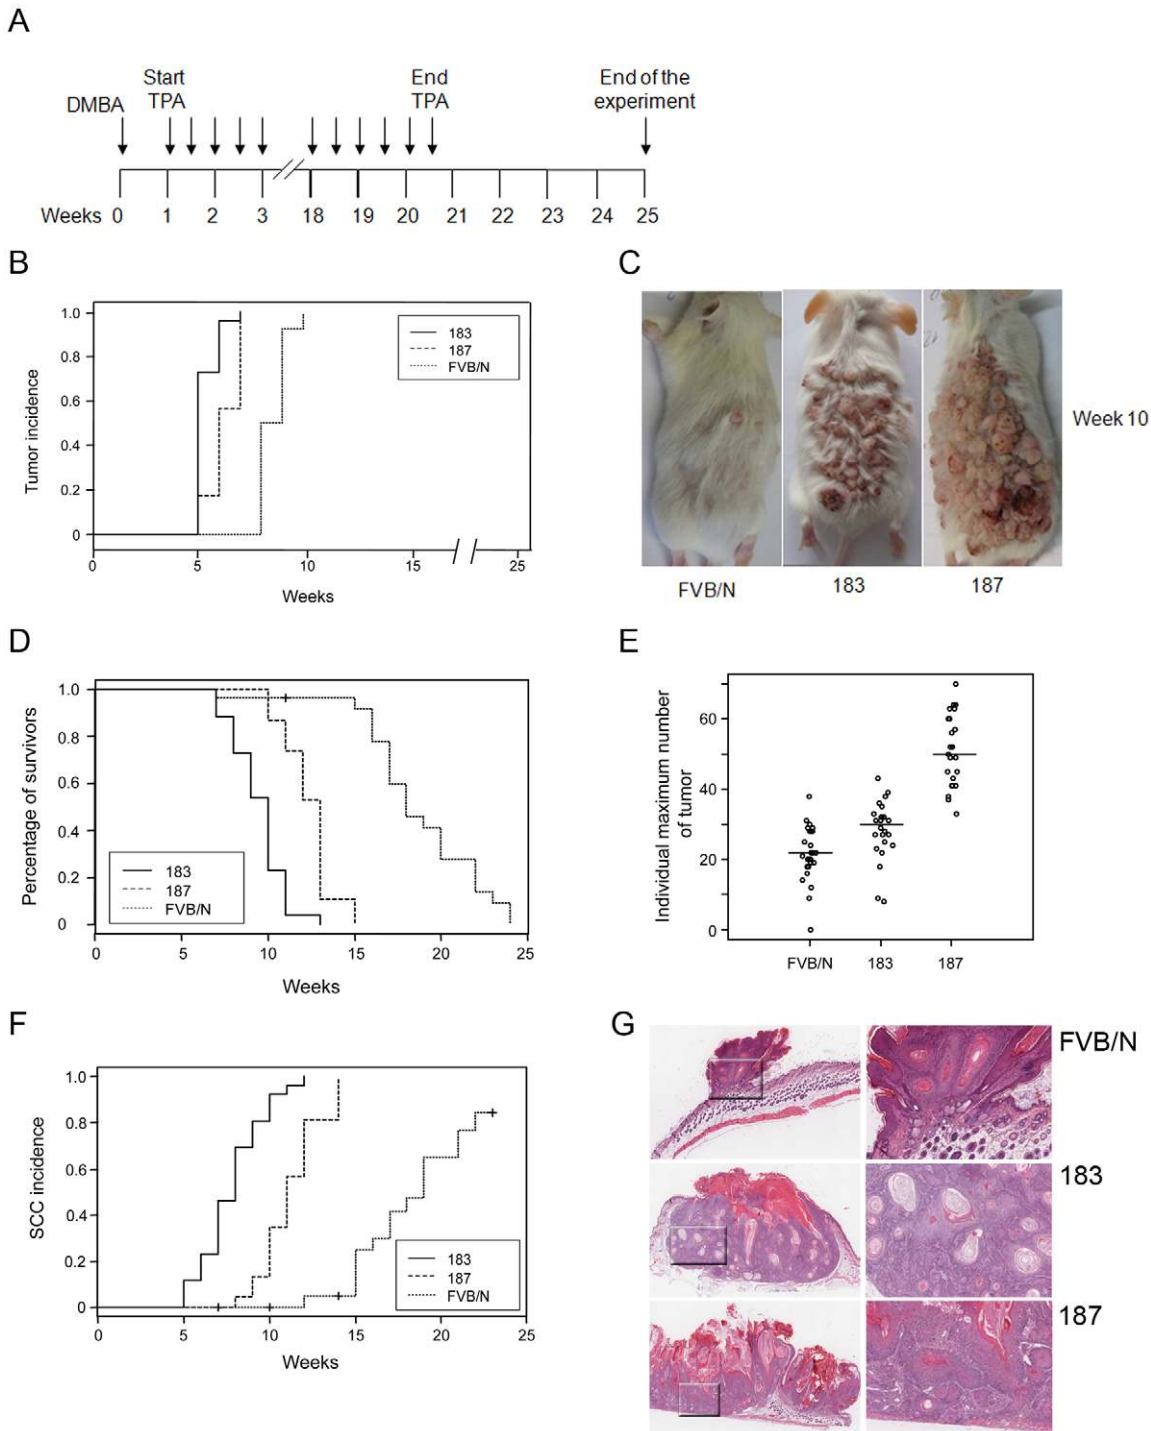 A
Start
TPA
DMBA
End
TPA
End of the
experiment
Weeks 0 1 2 3 18 19 20 21 22 23 24 25
B
Tumor incidence
1.0
0.8
0.6
0.4
0.2
0
183
187
FVB/N
0 5 10 15 25
Weeks
C
Week 10
FVB/N 183 187
D
Percentage of survivors
1.0
0.8
0.6
0.4
0.2
0
183
187
FVB/N
0 5 10 15 20 25
Weeks
E
Individual maximum number
of tumor
60
40
20
0
FVB/N 183 187
F
SCC incidence
1.0
0.8
0.6
0.4
0.2
0
183
187
FVB/N
0 5 10 15 20 25
Weeks
G
FVB/N
183
187